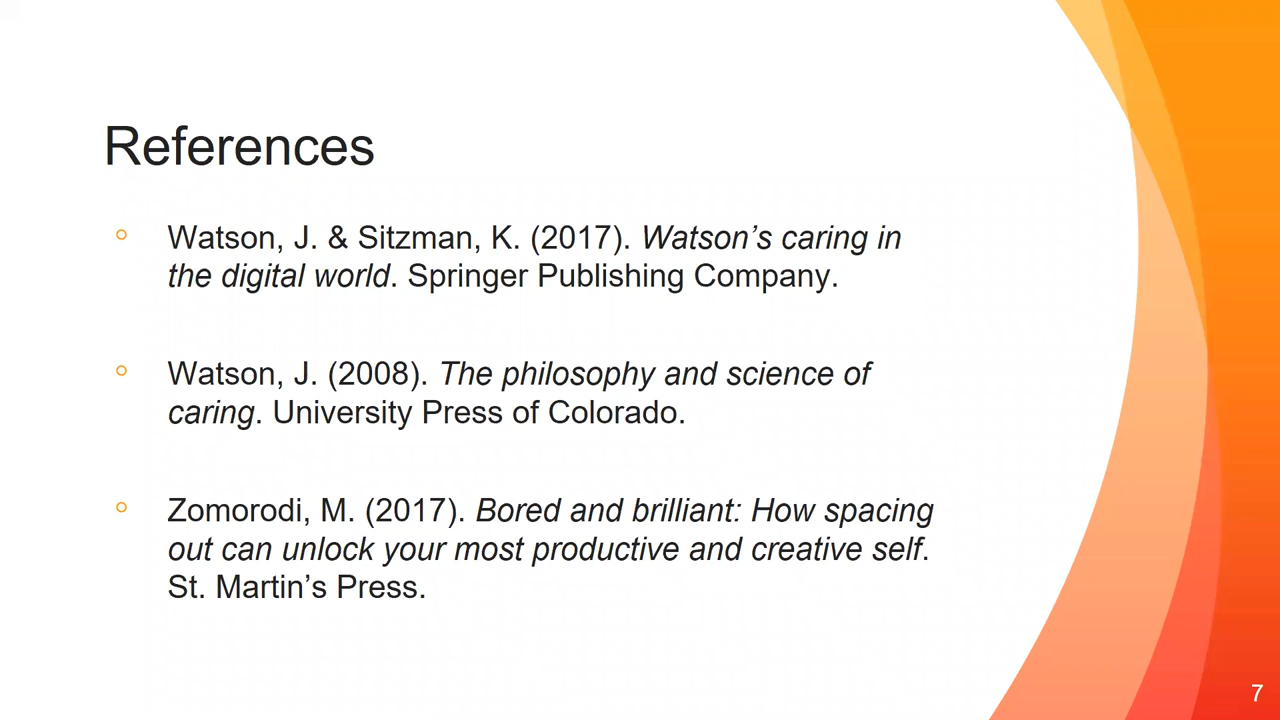 References
Watson, J. & Sitzman, K. (2017). Watson’s caring in
the digital world. Springer Publishing Company.
Watson, J. (2008). The philosophy and science of
caring. University Press of Colorado.
Zomorodi, M. (2017). Bored and brilliant: How spacing
out can unlock your most productive and creative self.
St. Martin’s Press.
7